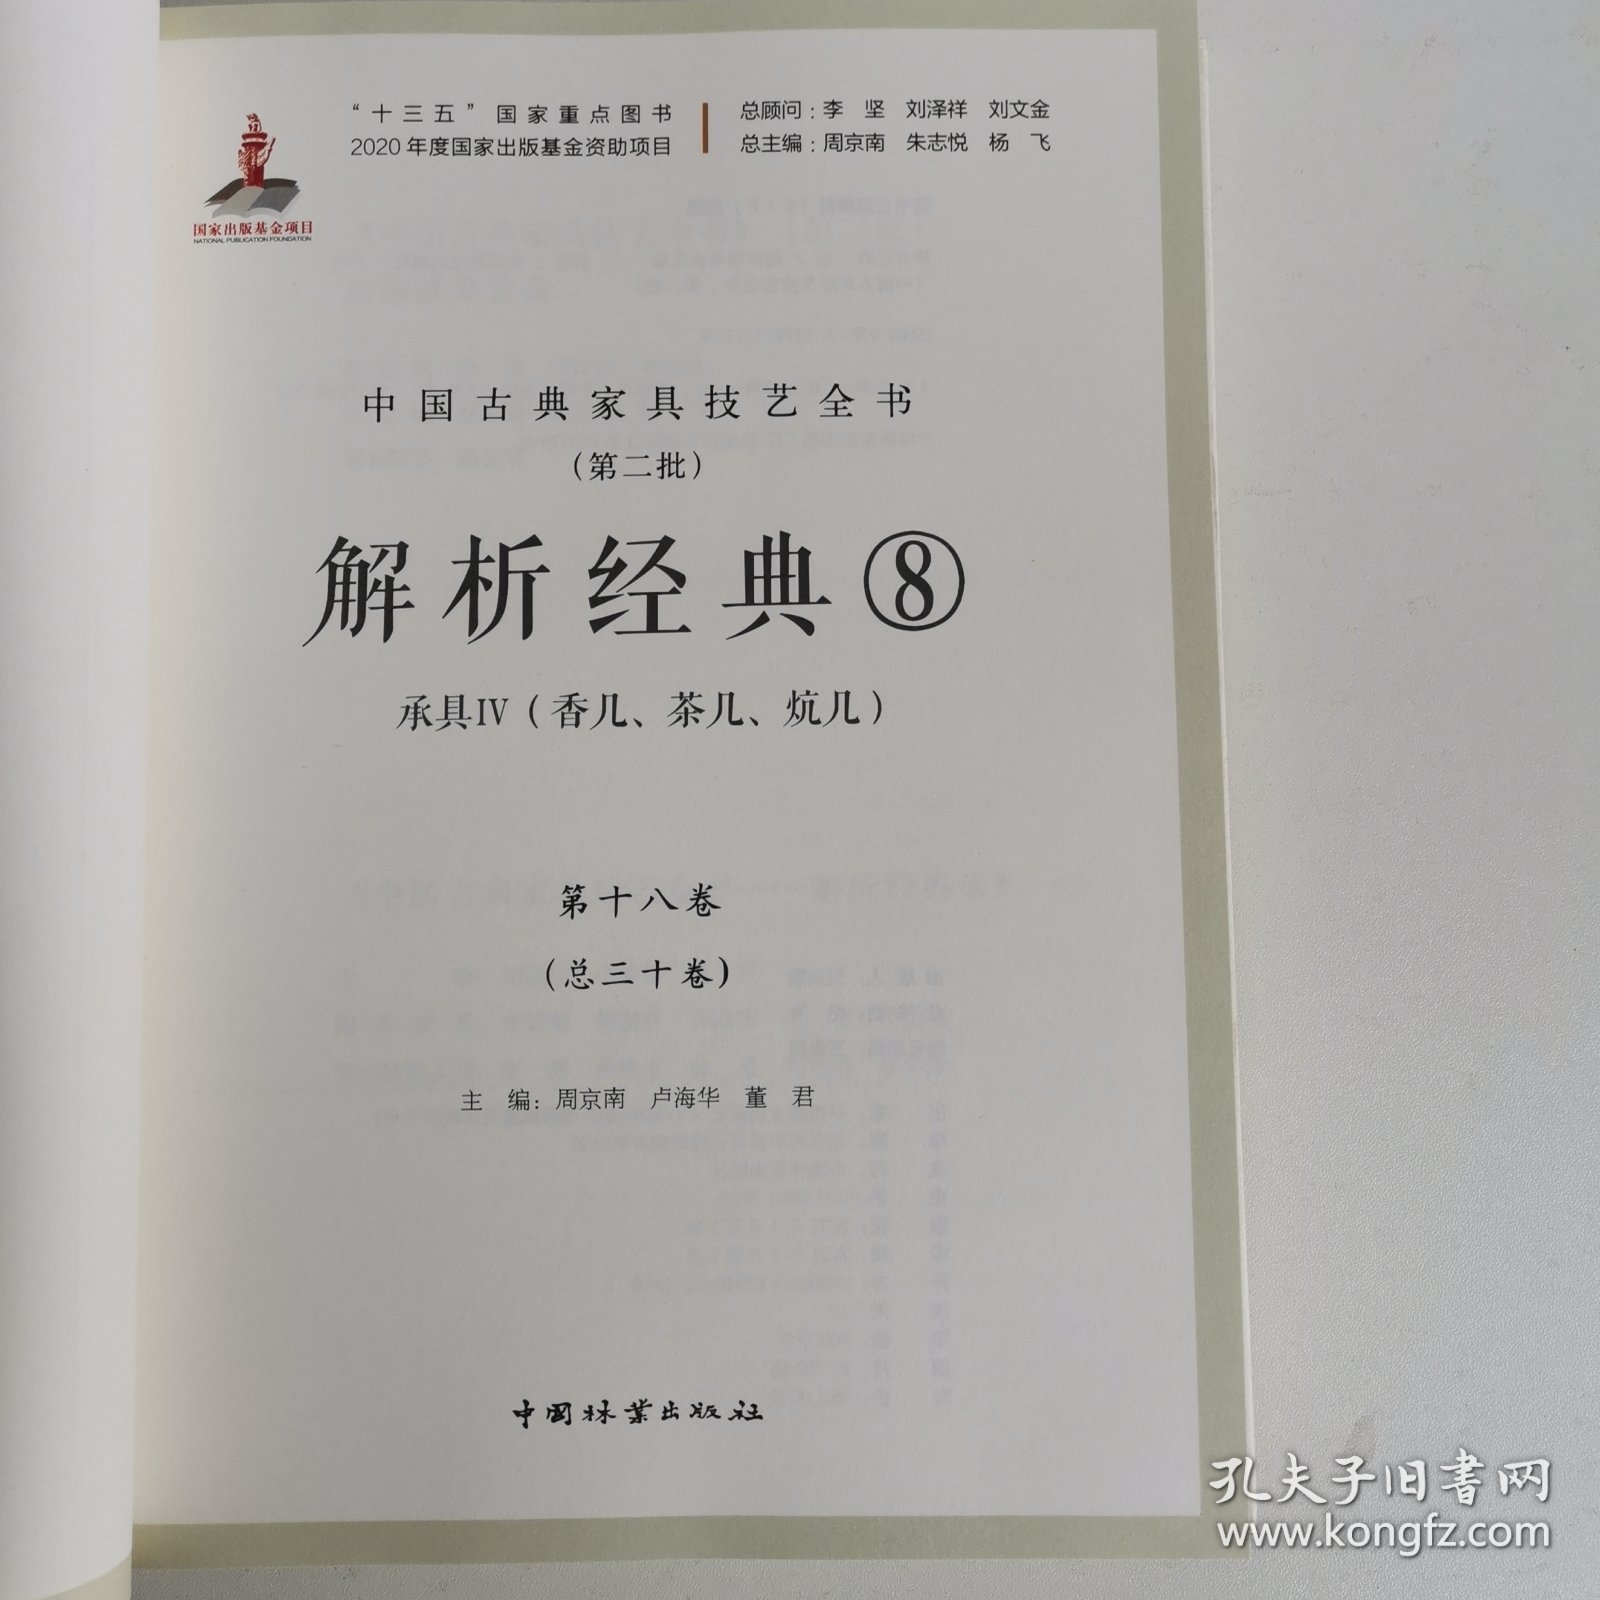 “十三五”国家重点图书
2020年度国家出版基金资助项目
总顾问：李 坚 刘泽祥 刘文金
总主编：周京南 朱志悦 杨 飞
国家出版基金项目
NATIONAL PUBLICATION FOUNDATION
中国古典家具技艺全书
（第二批）
解析经典⑧
承具Ⅳ（香几、茶几、炕几）
第十八卷
（总三十卷）
主 编：周京南 卢海华 董 君
中国林业出版社
孔夫子旧书网
www.kongfz.com